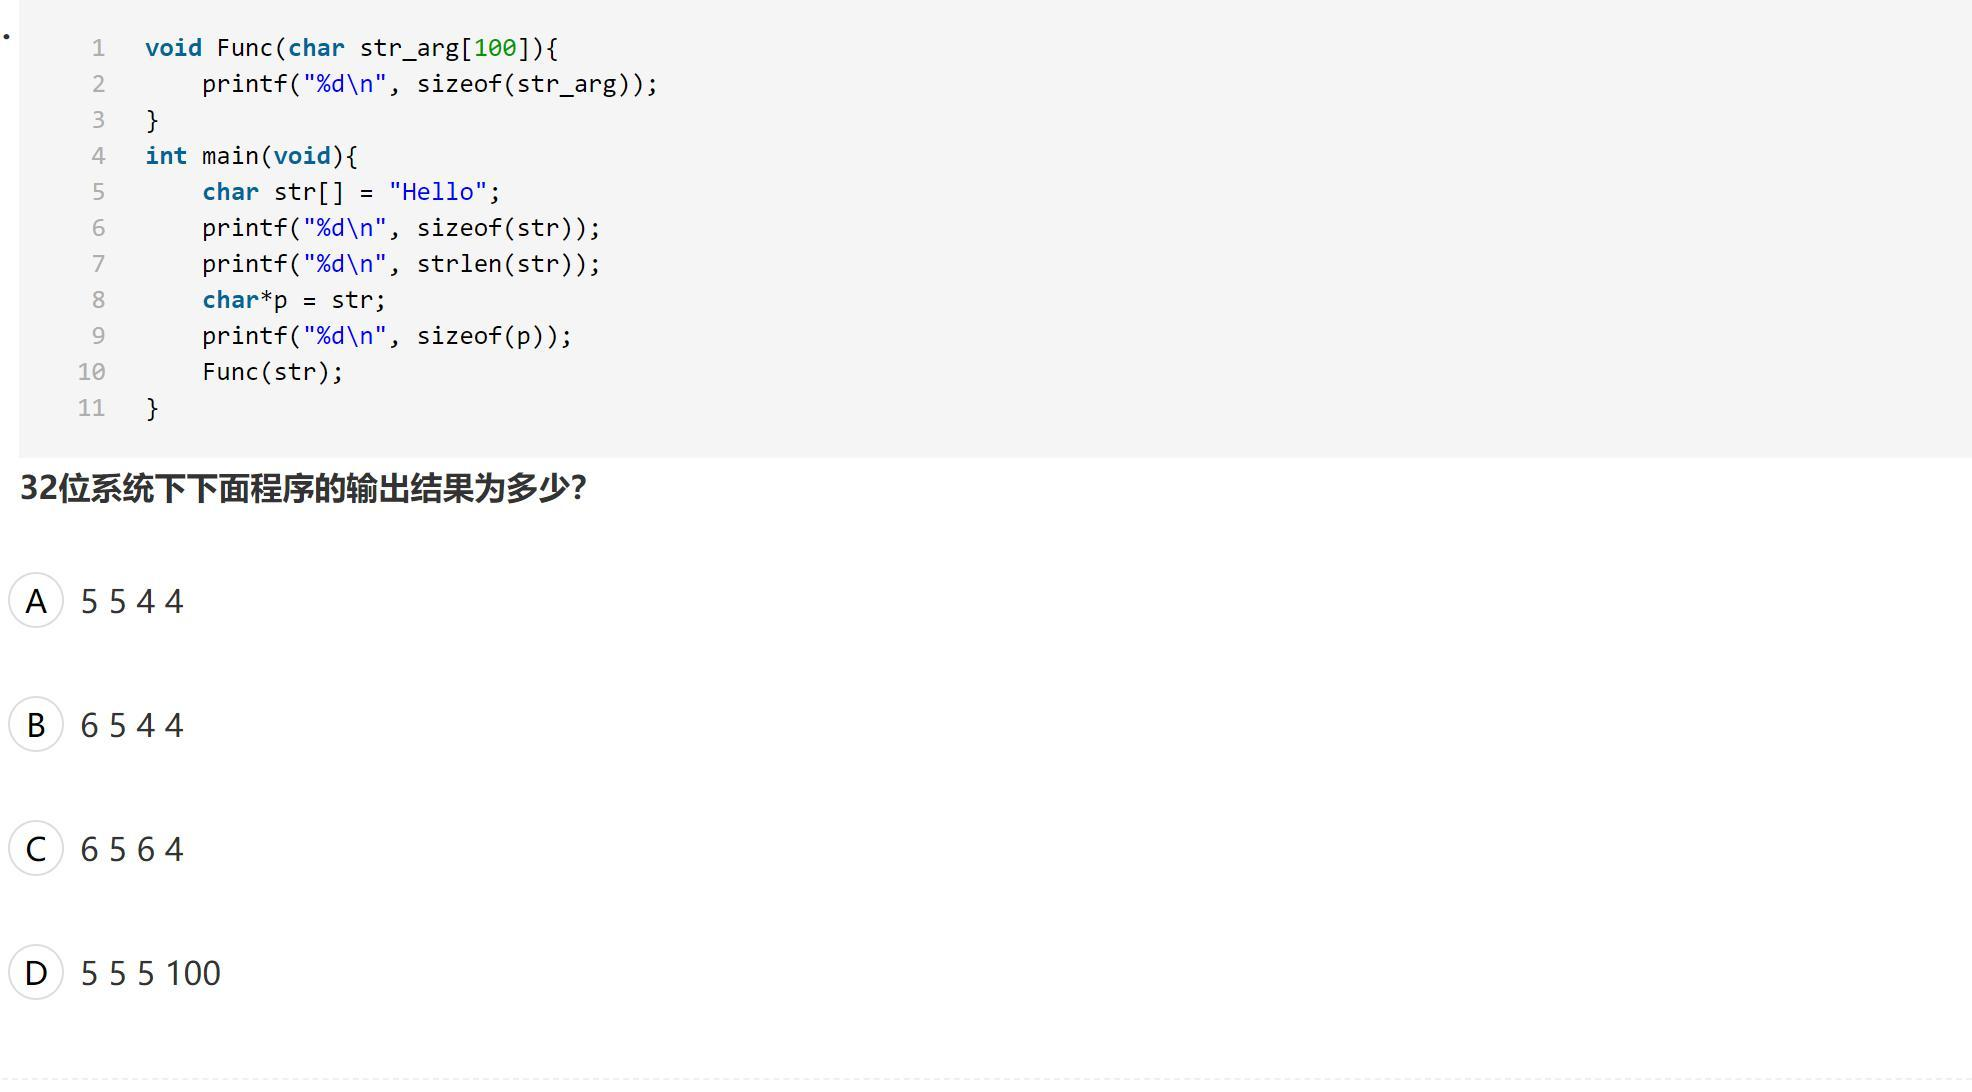 1 void Func(char str_arg[100]){
2 printf("%d\n", sizeof(str_arg));
3 }
4 int main(void){
5 char str[] = "Hello";
6 printf("%d\n", sizeof(str));
7 printf("%d\n", strlen(str));
8 char*p = str;
9 printf("%d\n", sizeof(p));
10 Func(str);
11 }
32位系统下下面程序的输出结果为多少？
A 5 5 4 4
B 6 5 4 4
C 6 5 6 4
D 5 5 5 100